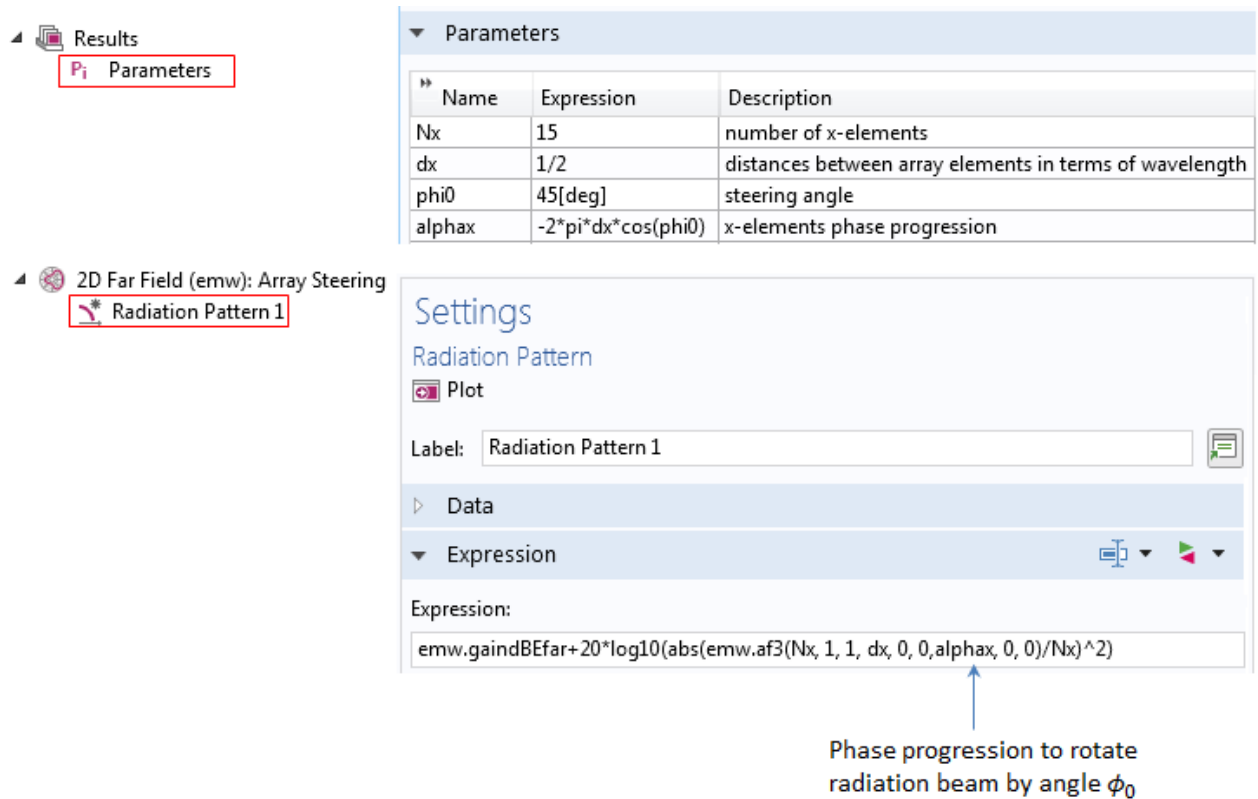 Results
Pi Parameters
Parameters
Name Expression Description
Nx 15 number of x-elements
dx 1/2 distances between array elements in terms of wavelength
phi0 45[deg] steering angle
alphax -2*pi*dx*cos(phi0) x-elements phase progression
2D Far Field (emw): Array Steering
Radiation Pattern 1
Settings
Radiation Pattern
Plot
Label: Radiation Pattern 1
Data
Expression
Expression:
emw.gaindBEfar+20*log10(abs(emw.af3(Nx, 1, 1, dx, 0, 0,alphax, 0, 0)/Nx)^2)
Phase progression to rotate
radiation beam by angle ϕ₀